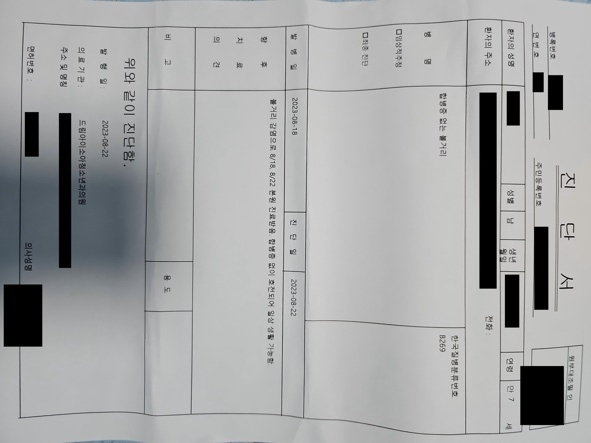 병록번호
연 번 호
진 단 서
원부대조필인
주민등록번호
환자의 성명 성별 남 생년월일 연령 만 7 세
환자의 주소 전화 :
병 명
□임상적추정
□최종 진단
합병증 없는 볼거리
한국질병분류번호
B269
발 병 일 2023-08-18 진 단 일 2023-08-22
향 후
치 료
의 견
볼거리 감염으로 8/18, 8/22 본원 진료받음 합병증 없이 호전되어 일상 생활 가능함.
비 고 용 도
위와 같이 진단함.
발 행 일 2023-08-22
의 료 기 관 : 드림아이소아청소년과의원
주소 및 명칭
면허번호 : 의사성명